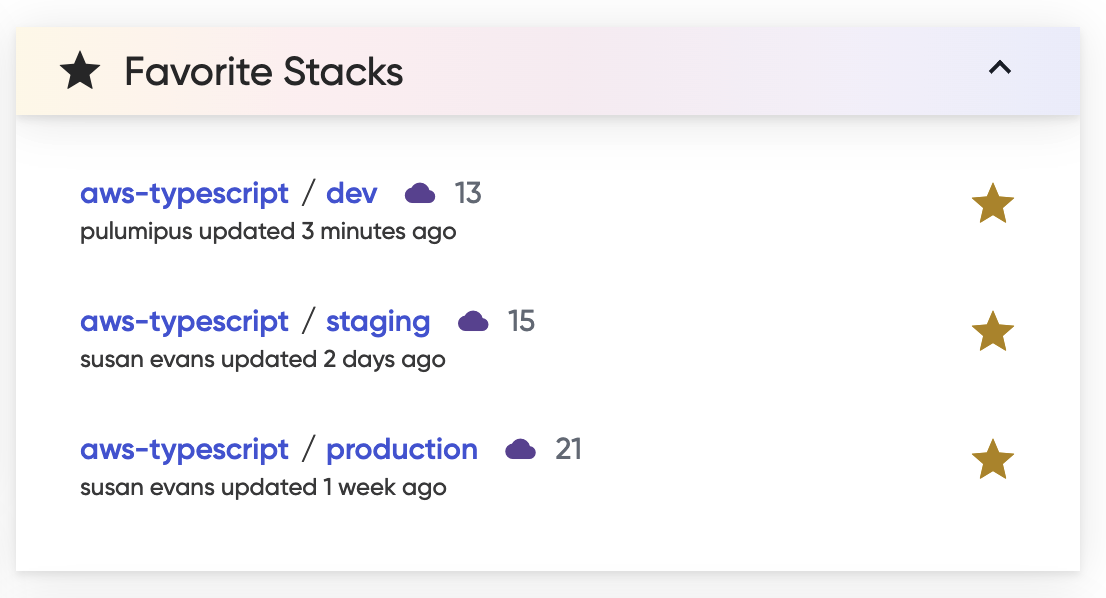 Favorite Stacks
aws-typescript / dev 13
pulumipus updated 3 minutes ago
aws-typescript / staging 15
susan evans updated 2 days ago
aws-typescript / production 21
susan evans updated 1 week ago